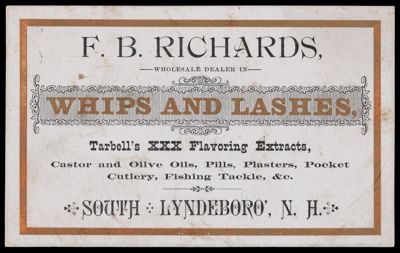 F. B. RICHARDS,
WHOLESALE DEALER IN
WHIPS AND LASHES,
Tarbell's XXX Flavoring Extracts,
Castor and Olive Oils, Pills, Plasters, Pocket
Cutlery, Fishing Tackle, &c.
SOUTH LYNDEBORO', N. H.